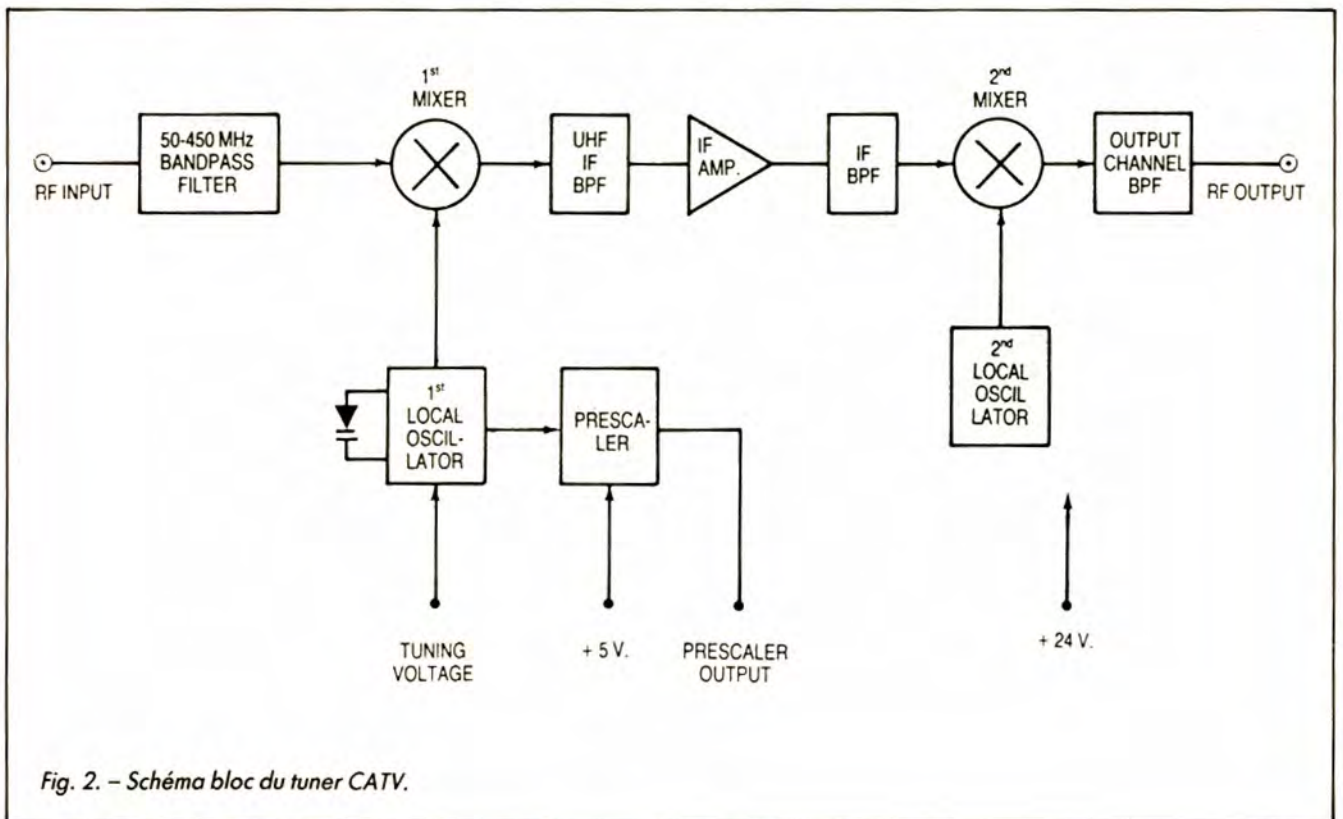 1st
MIXER
2nd
MIXER
50-450 MHz
BANDPASS
FILTER
UHF
IF
BPF
IF
AMP.
IF
BPF
OUTPUT
CHANNEL
BPF
RF INPUT
RF OUTPUT
1st
LOCAL
OSCIL-
LATOR
PRESCA-
LER
2nd
LOCAL
OSCIL
LATOR
TUNING
VOLTAGE
+ 5 V.
PRESCALER
OUTPUT
+ 24 V.
Fig. 2. – Schéma bloc du tuner CATV.